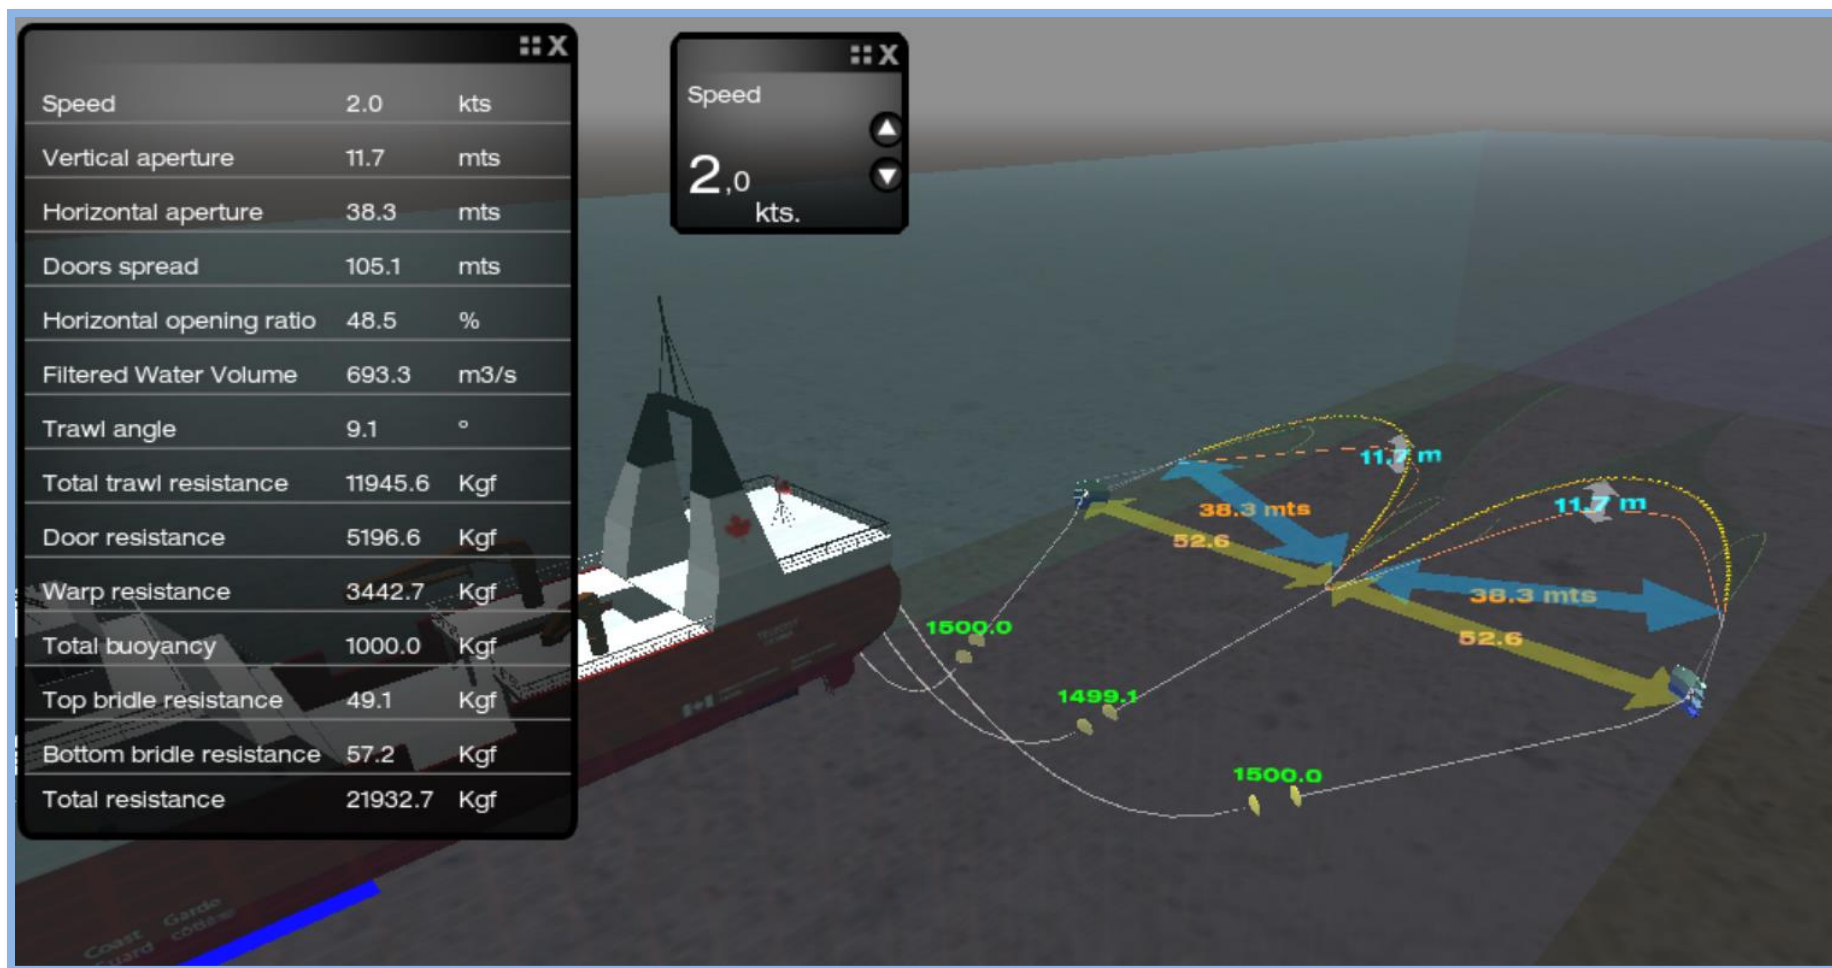 Speed 2.0 kts
Vertical aperture 11.7 mts
Horizontal aperture 38.3 mts
Doors spread 105.1 mts
Horizontal opening ratio 48.5 %
Filtered Water Volume 693.3 m3/s
Trawl angle 9.1 º
Total trawl resistance 11945.6 Kgf
Door resistance 5196.6 Kgf
Warp resistance 3442.7 Kgf
Total buoyancy 1000.0 Kgf
Top bridle resistance 49.1 Kgf
Bottom bridle resistance 57.2 Kgf
Total resistance 21932.7 Kgf
X
X
Speed
2,0
kts.
11.7 m
11.7 m
38.3 mts
52.6
38.3 mts
52.6
1500.0
1499.1
1500.0
Coast Garde
Guard côtière